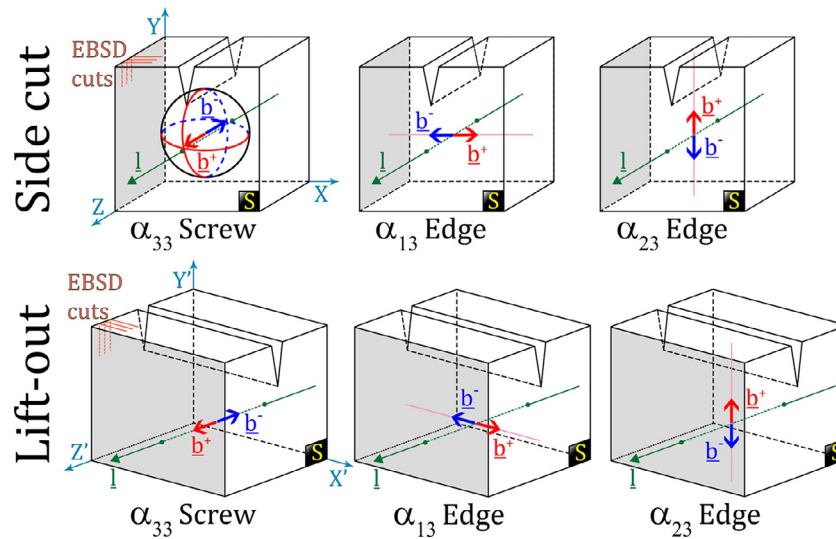 Side cut
Y
EBSD
cuts
b⁻
b⁺
l
Z
X
S
α₃₃ Screw
b⁻
b⁺
l
S
α₁₃ Edge
b⁺
b⁻
l
S
α₂₃ Edge
Lift-out
EBSD
cuts
Y'
b⁺
b⁻
Z'
l
X'
S
α₃₃ Screw
b⁻
b⁺
l
S
α₁₃ Edge
b⁺
b⁻
l
S
α₂₃ Edge